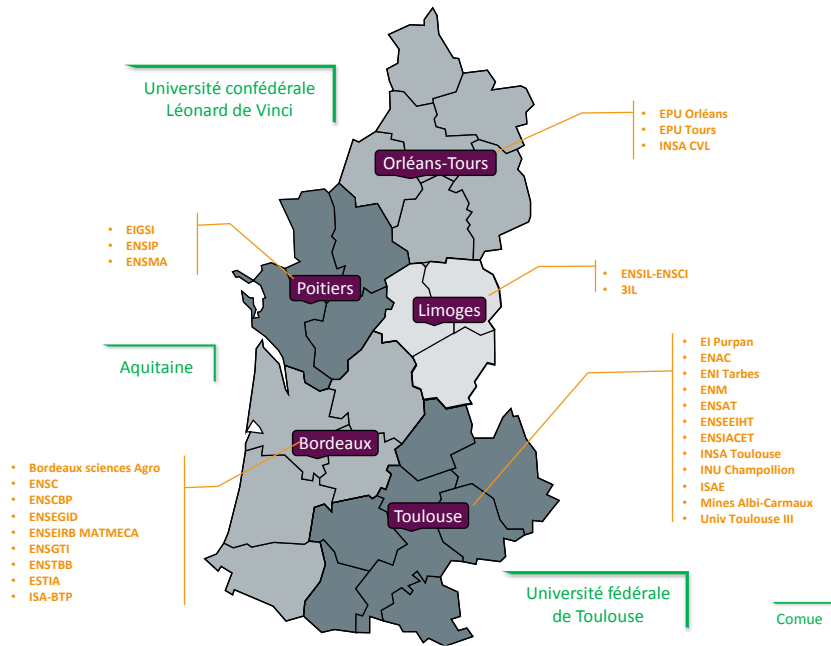 Université confédérale
Léonard de Vinci
• EPU Orléans
• EPU Tours
• INSA CVL
Orléans-Tours
• EIGSI
• ENSIP
• ENSMA
Poitiers
• ENSIL-ENSCI
• 3IL
Limoges
Aquitaine
• EI Purpan
• ENAC
• ENI Tarbes
• ENM
• ENSAT
• ENSEEIHT
• ENSIACET
• INSA Toulouse
• INU Champollion
• ISAE
• Mines Albi-Carmaux
• Univ Toulouse III
Bordeaux
• Bordeaux sciences Agro
• ENSC
• ENSCBP
• ENSEGID
• ENSEIRB MATMECA
• ENSGTI
• ENSTBB
• ESTIA
• ISA-BTP
Toulouse
Université fédérale
de Toulouse
Comue